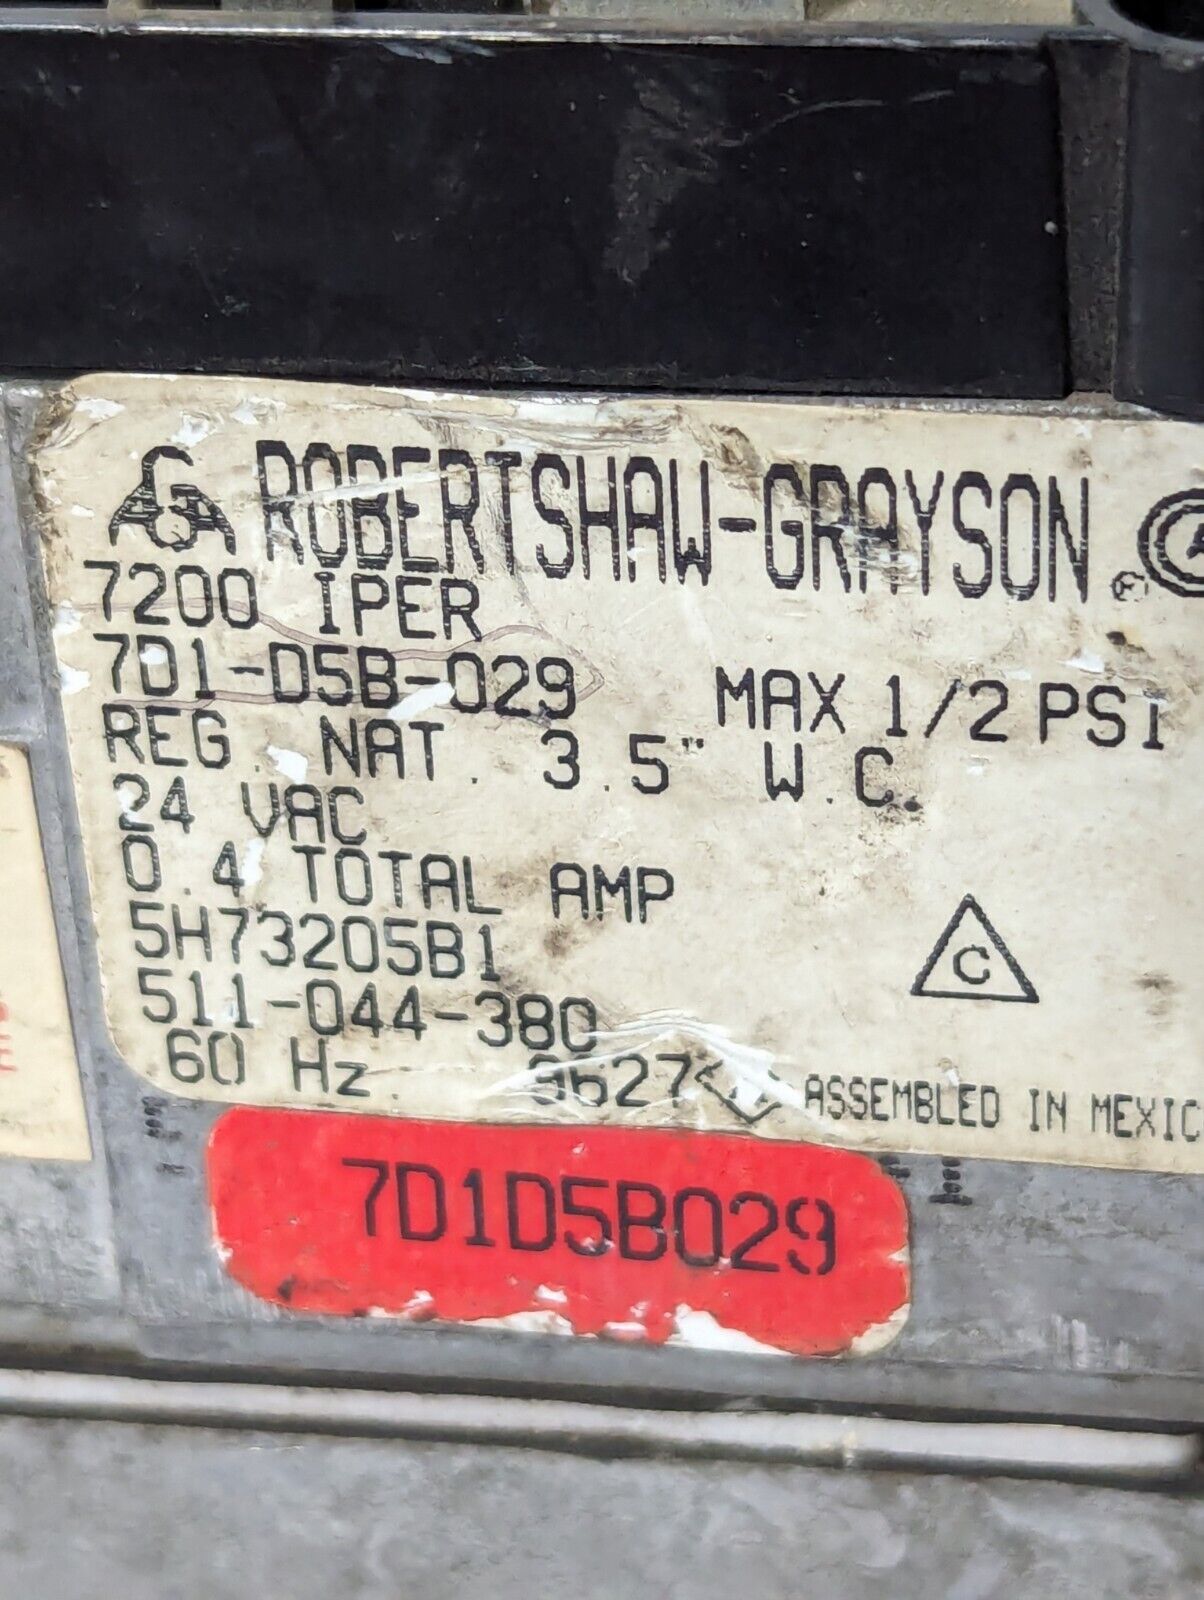 ROBERTSHAW-GRAYSON ®
7200 IPER
7D1-D5B-029 MAX 1/2 PSI
REG. NAT. 3.5" W.C.
24 VAC
0.4 TOTAL AMP
5H73205B1
C
511-044-380
60 Hz. 9627 ASSEMBLED IN MEXIC
7D1D5B029